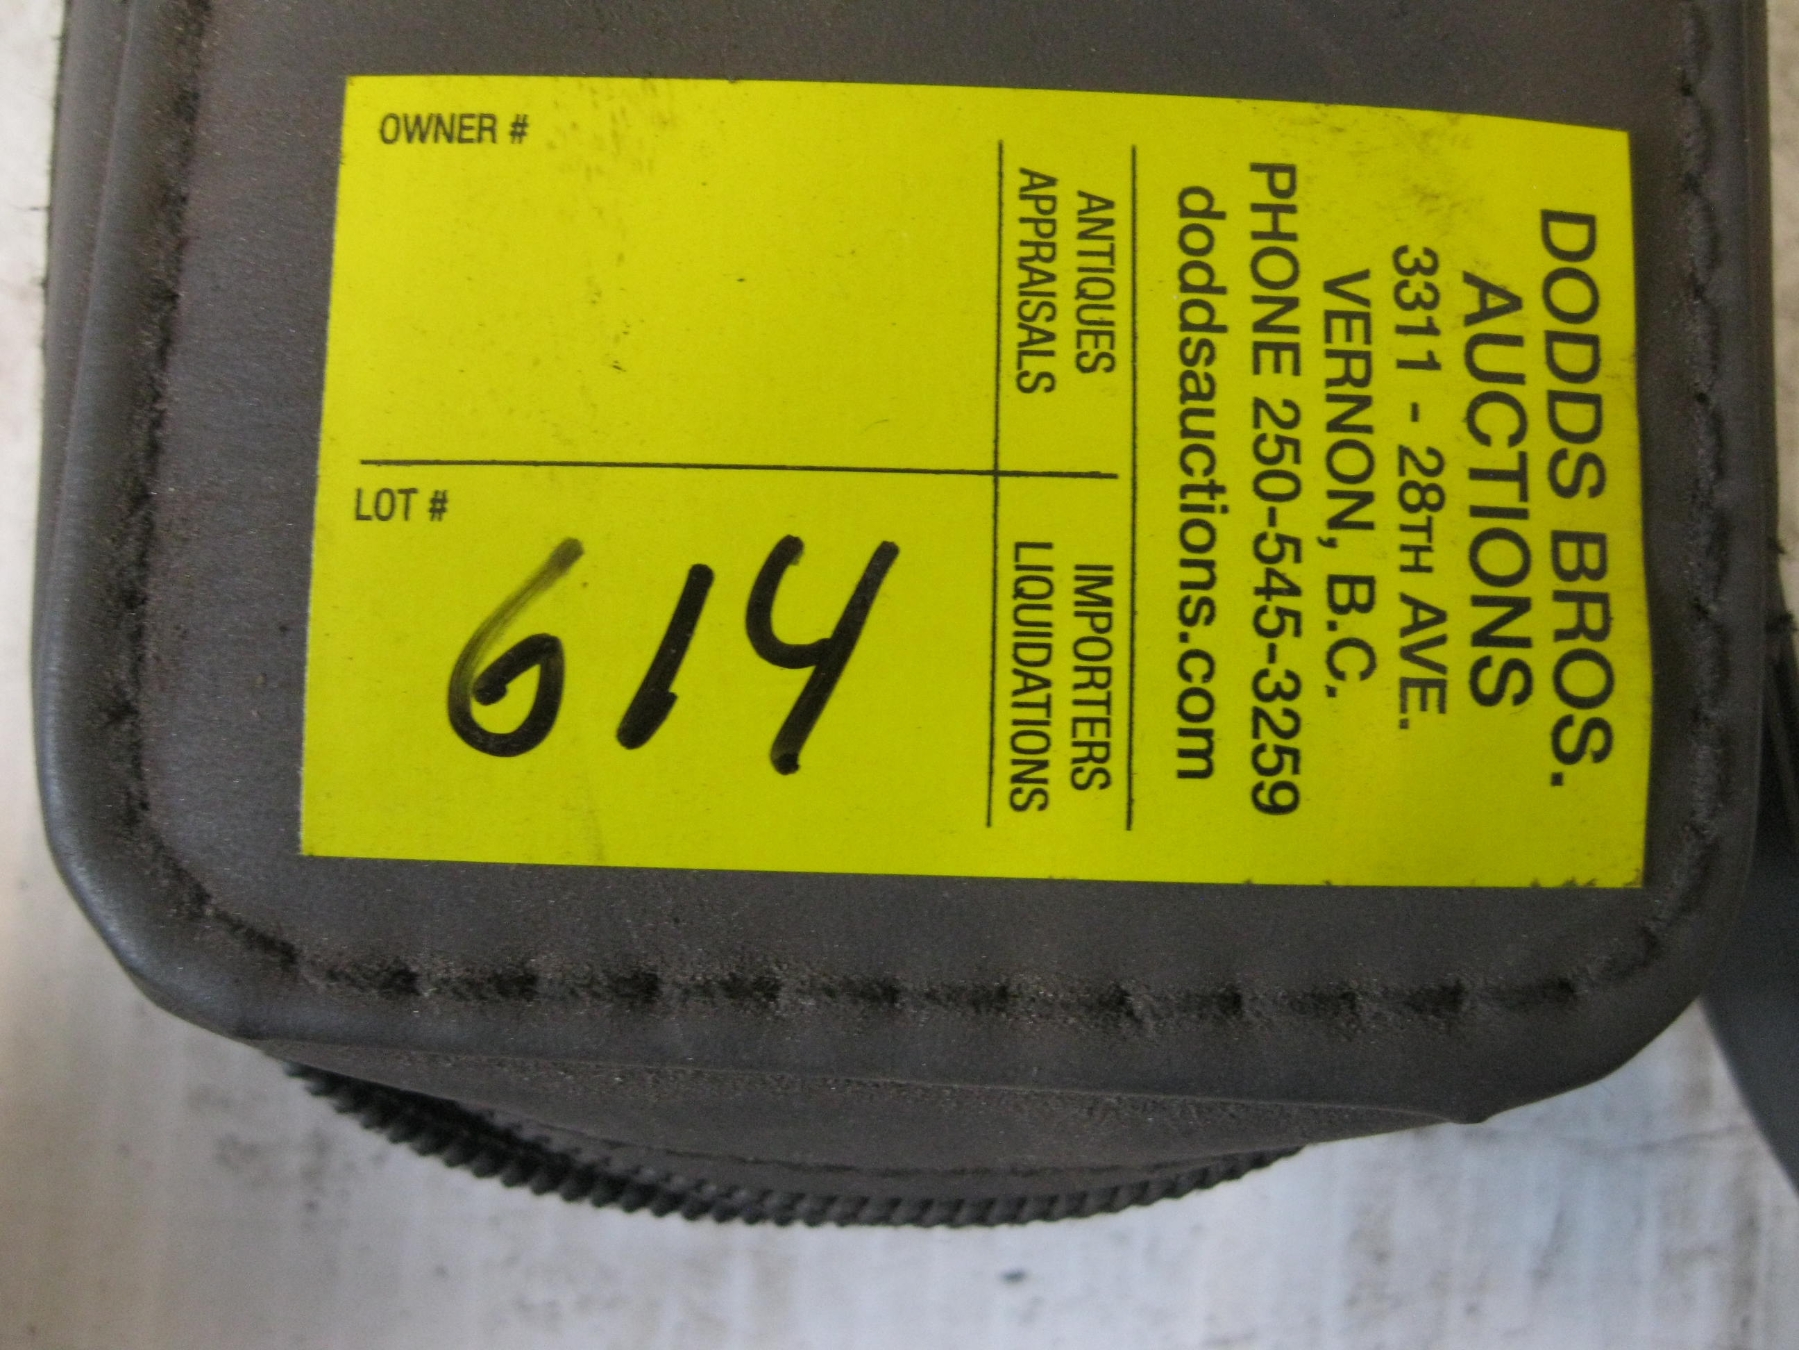 DODDS BROS.
AUCTIONS
3311 - 28TH AVE.
VERNON, B.C.
PHONE 250-545-3259
doddsauctions.com
ANTIQUES
APPRAISALS
IMPORTERS
LIQUIDATIONS
OWNER #
LOT #
614